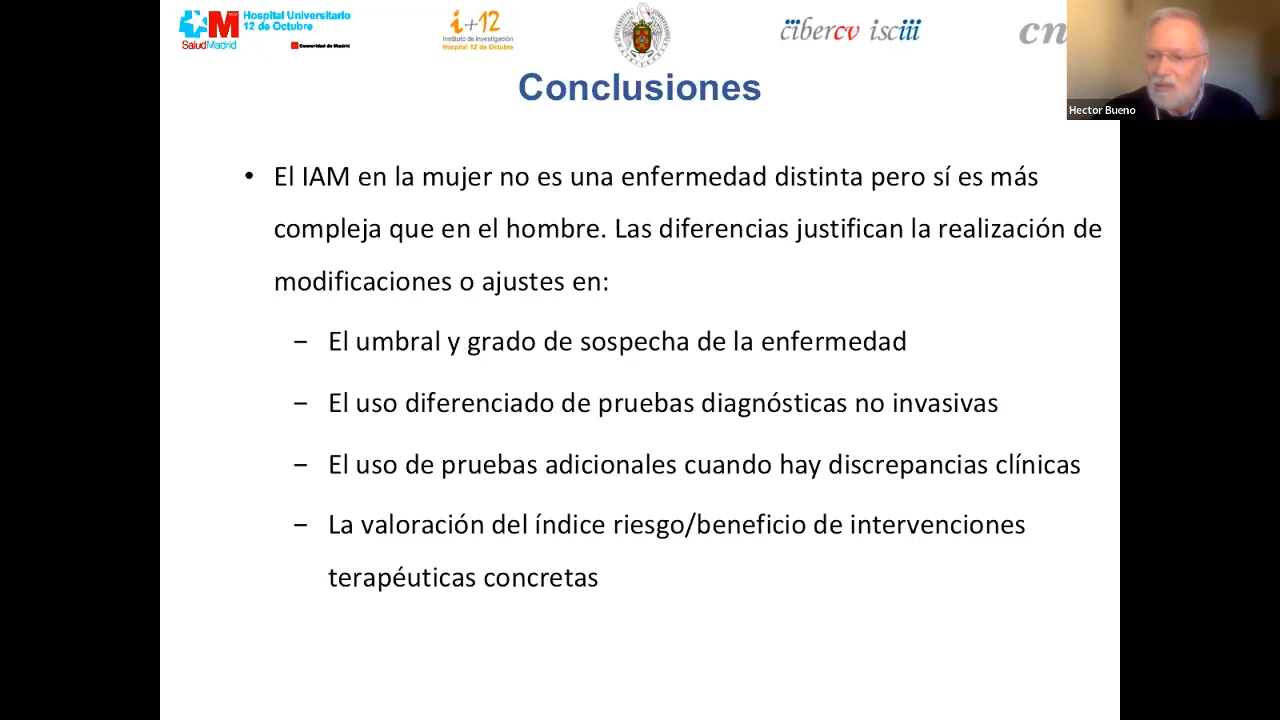 Hospital Universitario
12 de Octubre
SaludMadrid
Comunidad de Madrid
i+12
Instituto de Investigación
Hospital 12 de Octubre
cibercv isciii
cn
Hector Bueno
Conclusiones
• El IAM en la mujer no es una enfermedad distinta pero sí es más
compleja que en el hombre. Las diferencias justifican la realización de
modificaciones o ajustes en:
– El umbral y grado de sospecha de la enfermedad
– El uso diferenciado de pruebas diagnósticas no invasivas
– El uso de pruebas adicionales cuando hay discrepancias clínicas
– La valoración del índice riesgo/beneficio de intervenciones
terapéuticas concretas